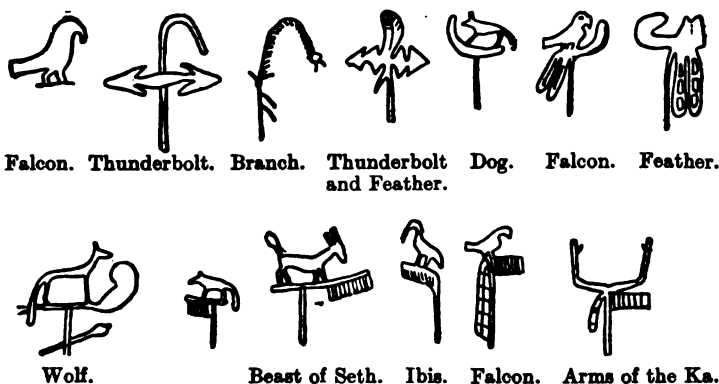 Falcon. Thunderbolt. Branch. Thunderbolt and Feather. Dog. Falcon. Feather.
Wolf. Beast of Seth. Ibis. Falcon. Arms of the Ka.